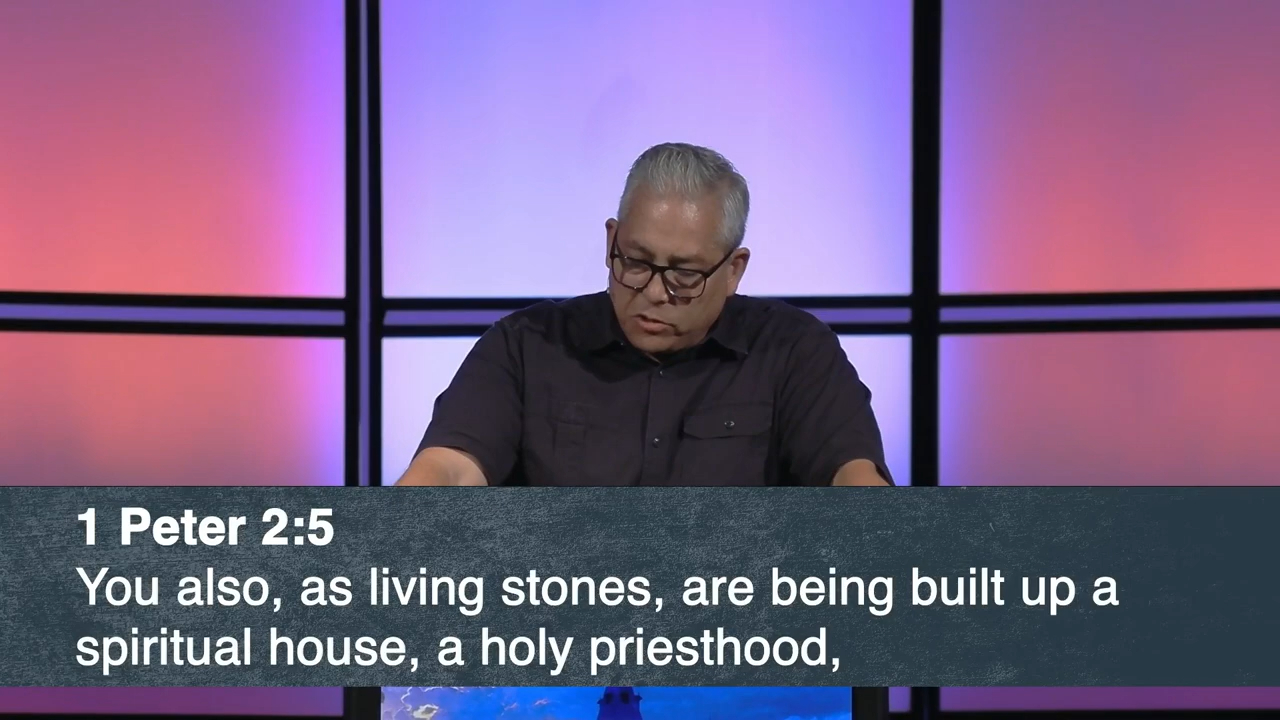 1 Peter 2:5
You also, as living stones, are being built up a
spiritual house, a holy priesthood,